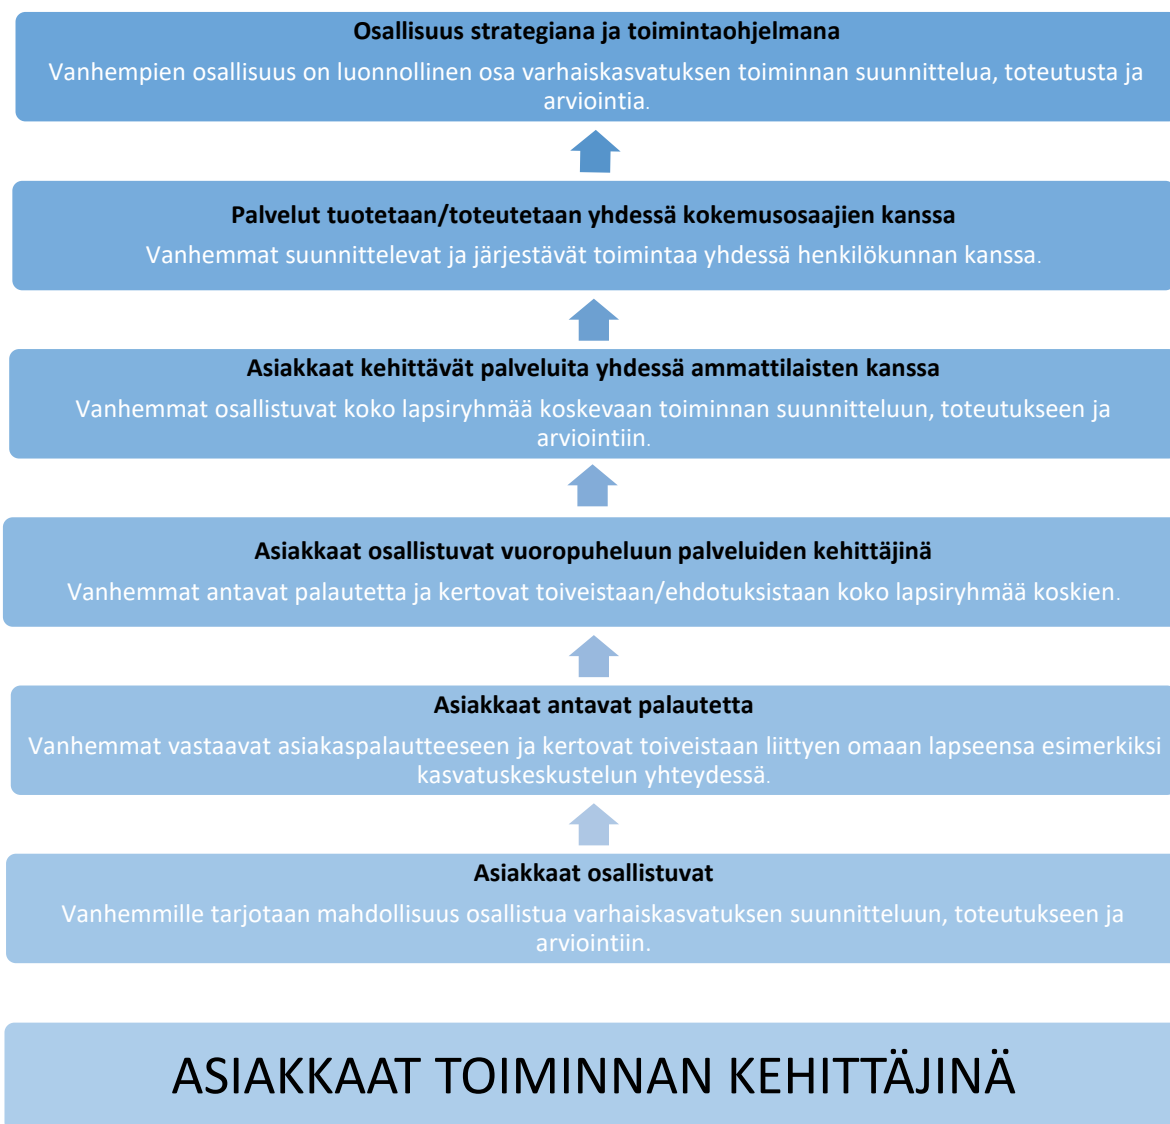 Osallisuus strategiana ja toimintaohjelmana
Vanhempien osallisuus on luonnollinen osa varhaiskasvatuksen toiminnan suunnittelua, toteutusta ja
arviointia.
Palvelut tuotetaan/toteutetaan yhdessä kokemusosaajien kanssa
Vanhemmat suunnittelevat ja järjestävät toimintaa yhdessä henkilökunnan kanssa.
Asiakkaat kehittävät palveluita yhdessä ammattilaisten kanssa
Vanhemmat osallistuvat koko lapsiryhmää koskevaan toiminnan suunnitteluun, toteutukseen ja
arviointiin.
Asiakkaat osallistuvat vuoropuheluun palveluiden kehittäjinä
Vanhemmat antavat palautetta ja kertovat toiveistaan/ehdotuksistaan koko lapsiryhmää koskien.
Asiakkaat antavat palautetta
Vanhemmat vastaavat asiakaspalautteeseen ja kertovat toiveistaan liittyen omaan lapseensa esimerkiksi
kasvatuskeskustelun yhteydessä.
Asiakkaat osallistuvat
Vanhemmille tarjotaan mahdollisuus osallistua varhaiskasvatuksen suunnitteluun, toteutukseen ja
arviointiin.
ASIAKKAAT TOIMINNAN KEHITTÄJINÄ